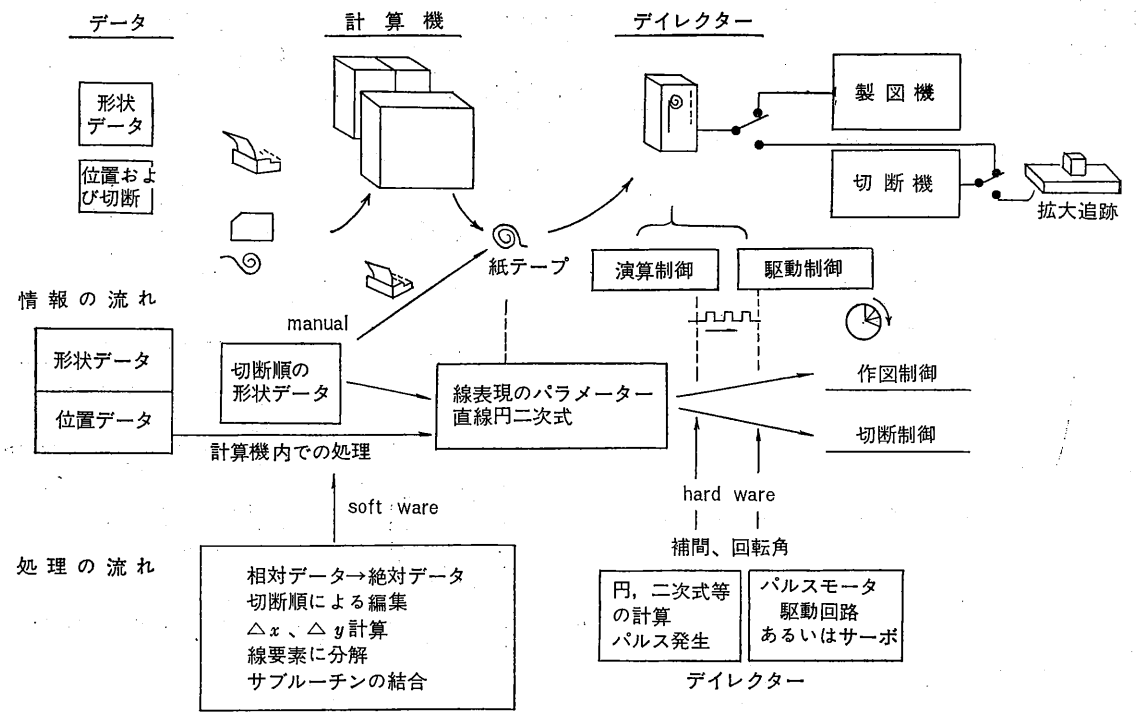 データ
計算機
デイレクター
形状
データ
位置およ
び切断
製図機
切断機
拡大追跡
紙テープ
演算制御
駆動制御
情報の流れ
manual
形状データ
位置データ
切断順の
形状データ
線表現のパラメーター
直線円二次式
作図制御
切断制御
計算機内での処理
soft ware
hard ware
補間、回転角
処理の流れ
相対データ→絶対データ
切断順による編集
△x、△y計算
線要素に分解
サブルーチンの結合
円，二次式等
の計算
パルス発生
パルスモータ
駆動回路
あるいはサーボ
デイレクター